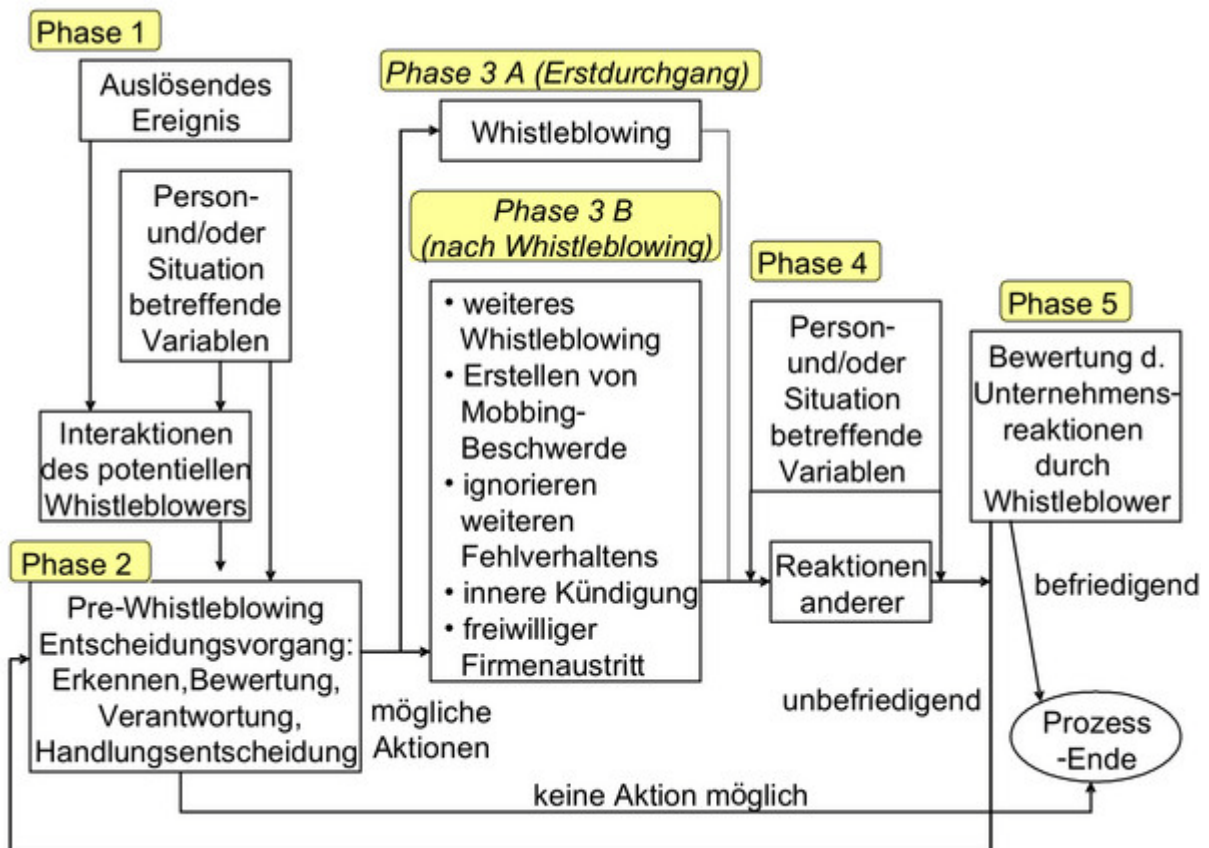 Phase 1
Auslösendes
Ereignis
Person-
und/oder
Situation
betreffende
Variablen
Interaktionen
des potentiellen
Whistleblowers
Phase 2
Pre-Whistleblowing
Entscheidungsvorgang:
Erkennen,Bewertung,
Verantwortung,
Handlungsentscheidung
mögliche
Aktionen
keine Aktion möglich
Phase 3 A (Erstdurchgang)
Whistleblowing
Phase 3 B
(nach Whistleblowing)
• weiteres
Whistleblowing
• Erstellen von
Mobbing-
Beschwerde
• ignorieren
weiteren
Fehlverhaltens
• innere Kündigung
• freiwilliger
Firmenaustritt
Phase 4
Person-
und/oder
Situation
betreffende
Variablen
Reaktionen
anderer
Phase 5
Bewertung d.
Unternehmens-
reaktionen
durch
Whistleblower
befriedigend
unbefriedigend
Prozess
-Ende